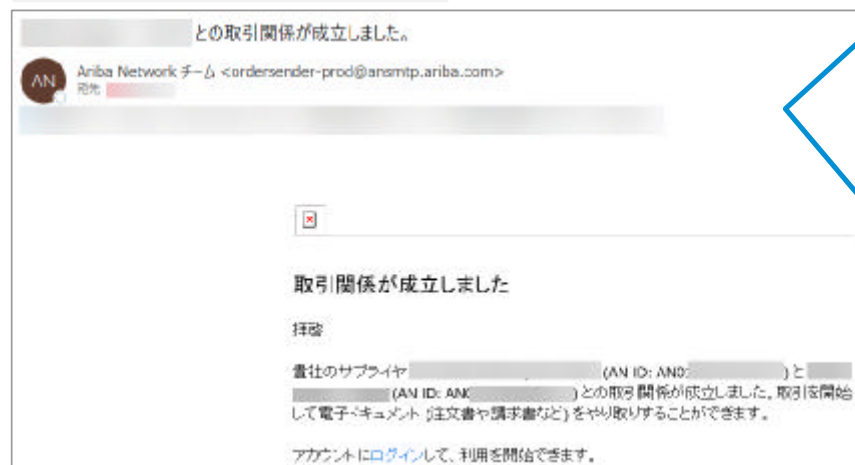 との取引関係が成立しました。
AN
Ariba Network チーム <ordersender-prod@ansmtp.ariba.com>
宛先
取引関係が成立しました
拝啓
貴社のサプライヤ (AN ID: AN0: )と
(AN ID: AN )との取引関係が成立しました。取引を開始
して電子ドキュメント (注文書や請求書など) をやり取りすることができます。
アカウントにログインして、利用を開始できます。